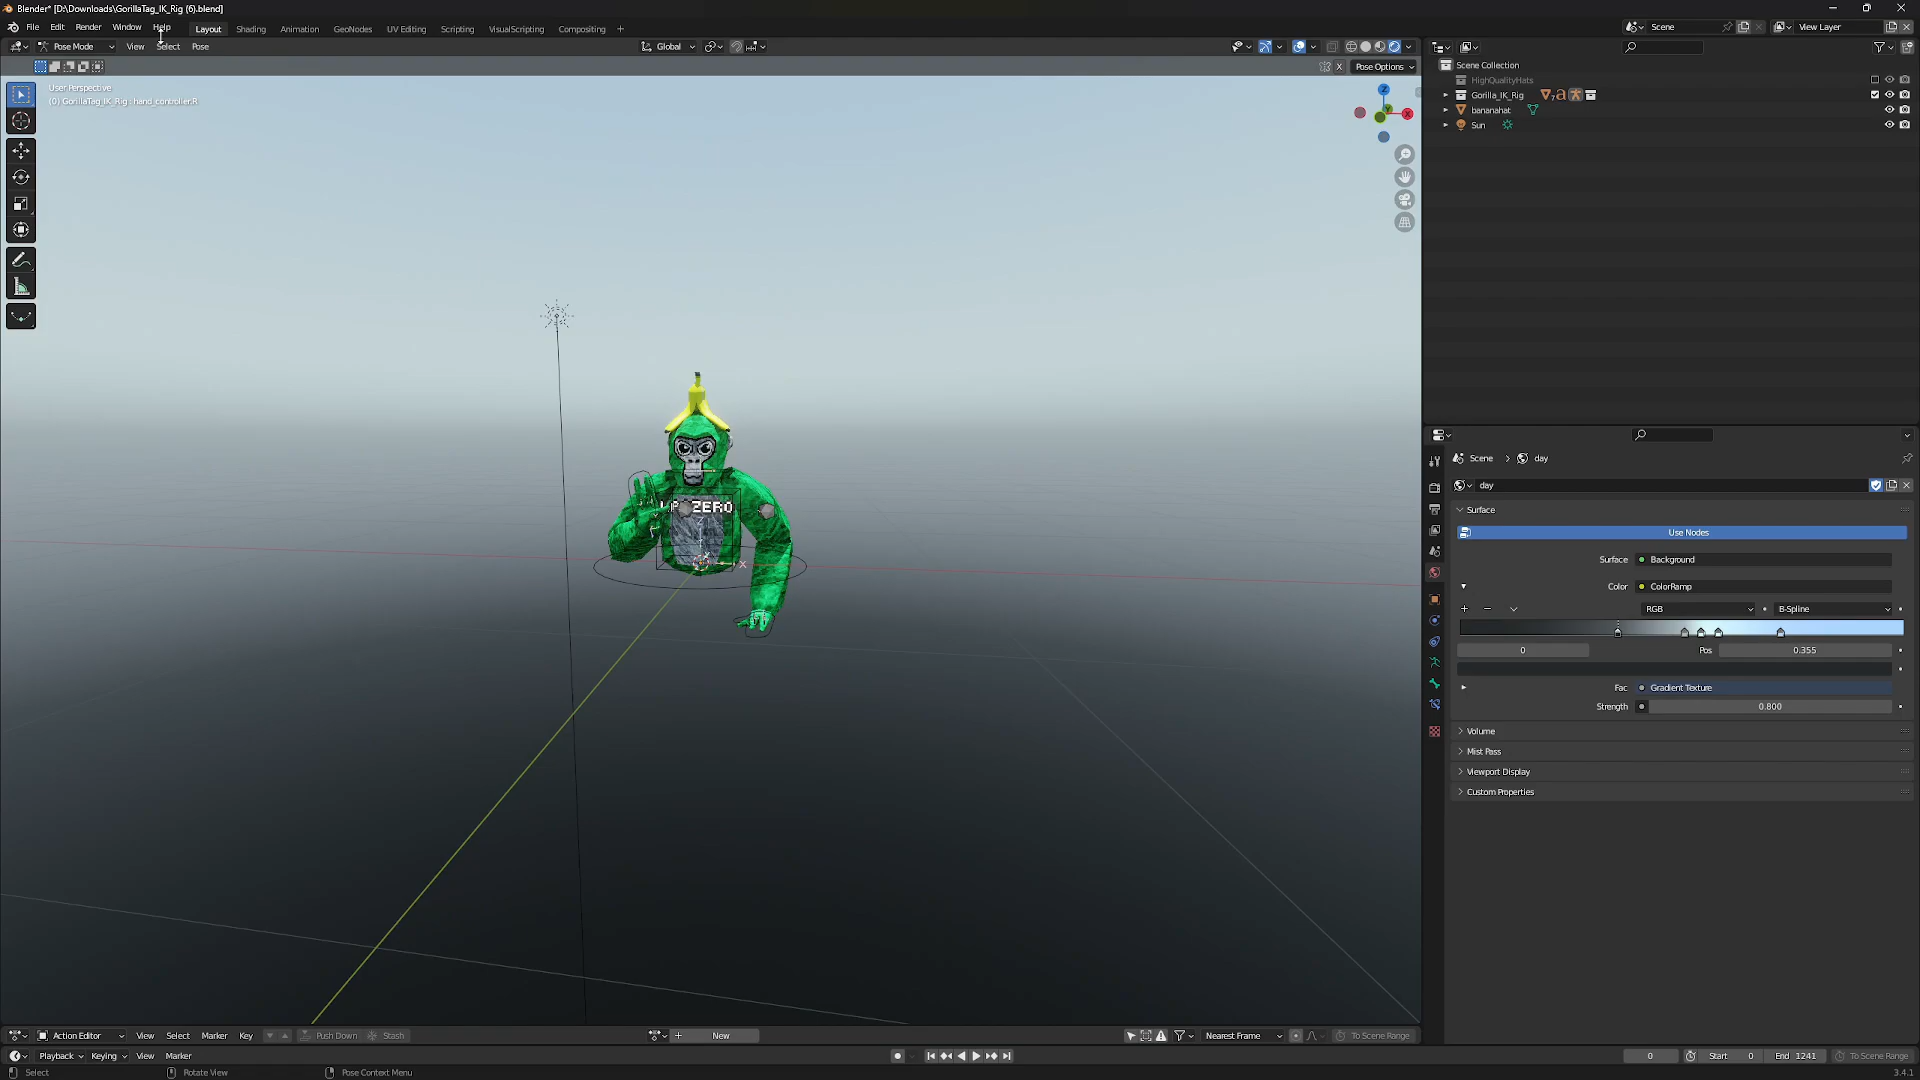 Blender* [D:\Downloads\GorillaTag_IK_Rig (6).blend]
File Edit Render Window Help Layout Shading Animation GeoNodes UV Editing Scripting VisualScripting Compositing + Scene View Layer
Pose Mode View Select Pose Global
X Pose Options
User Perspective
(0) GorillaTag_IK_Rig : hand_controller.R
Z
Y
X
ZERO
Z
X
Scene Collection
HighQualityHats
Gorilla_IK_Rig
bananahat
Sun
Scene > day
day
Surface
Use Nodes
Surface Background
Color ColorRamp
RGB B-Spline
0 Pos 0.355
Fac Gradient Texture
Strength 0.800
Volume
Mist Pass
Viewport Display
Custom Properties
Action Editor View Select Marker Key Push Down Stash + New Nearest Frame To Scene Range
Playback Keying View Marker 0 Start 0 End 1241 To Scene Range
Select Rotate View Pose Context Menu 3.4.1